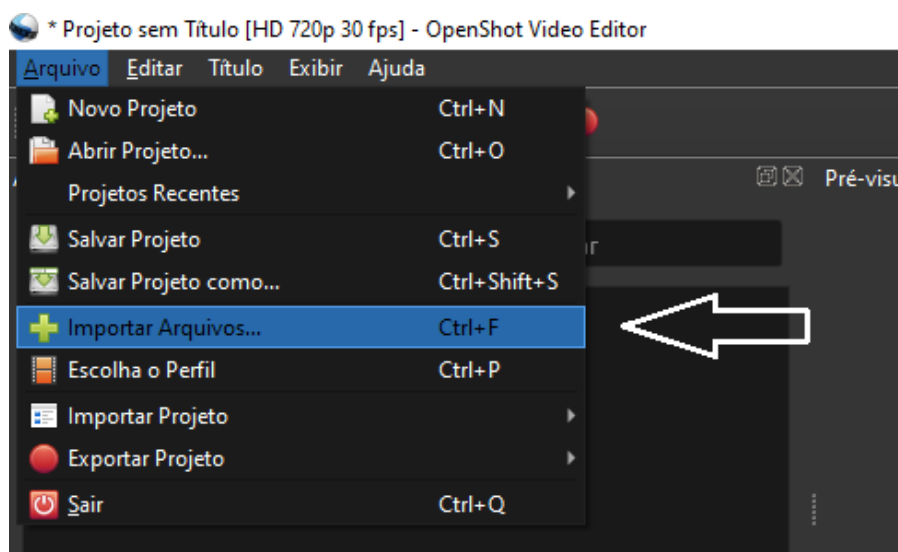 * Projeto sem Título [HD 720p 30 fps] - OpenShot Video Editor
Arquivo Editar Título Exibir Ajuda
Novo Projeto Ctrl+N
Abrir Projeto... Ctrl+O
Projetos Recentes
Pré-visu
Salvar Projeto Ctrl+S
Salvar Projeto como... Ctrl+Shift+S
Importar Arquivos... Ctrl+F
Escolha o Perfil Ctrl+P
Importar Projeto
Exportar Projeto
Sair Ctrl+Q